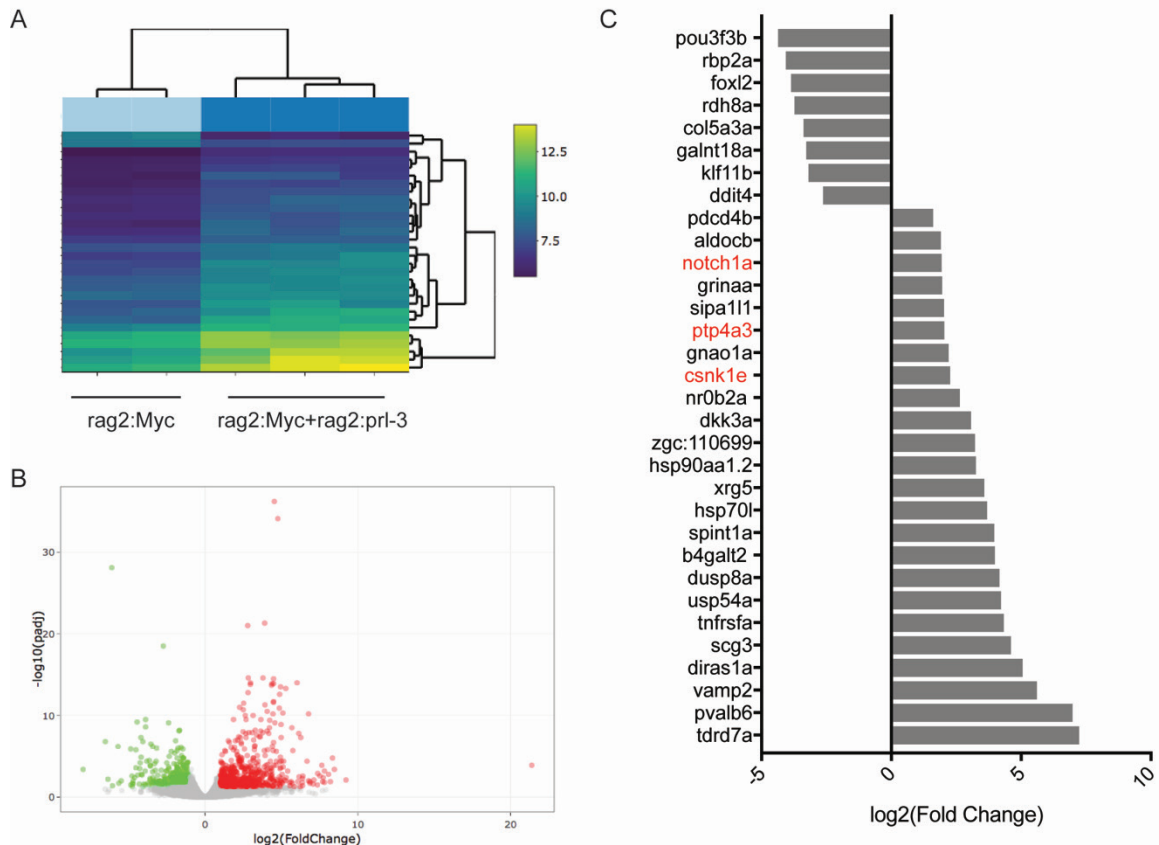 A
12.5
10.0
7.5
rag2:Myc
rag2:Myc+rag2:prl-3
B
-log10(padj)
30
20
10
0
0
10
20
log2(FoldChange)
C
pou3f3b
rbp2a
foxl2
rdh8a
col5a3a
galnt18a
klf11b
ddit4
pdcd4b
aldocb
notch1a
grinaa
sipa1l1
ptp4a3
gnao1a
csnk1e
nr0b2a
dkk3a
zgc:110699
hsp90aa1.2
xrg5
hsp70l
spint1a
b4galt2
dusp8a
usp54a
tnfrsfa
scg3
diras1a
vamp2
pvalb6
tdrd7a
-5
0
5
10
log2(Fold Change)